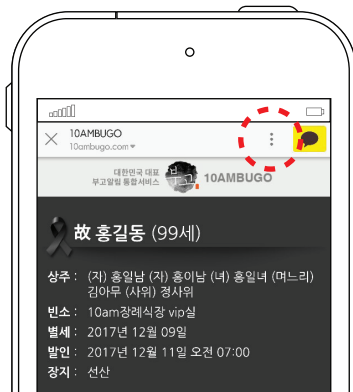 10AMBUGO
10ambugo.com
대한민국 대표
부고알림 통합서비스
부고
10AMBUGO
故 홍길동 (99세)
상주 : (자) 홍일남 (자) 홍이남 (녀) 홍일녀 (며느리)
김아무 (사위) 정사위
빈소 : 10am장례식장 vip실
별세 : 2017년 12월 09일
발인 : 2017년 12월 11일 오전 07:00
장지 : 선산